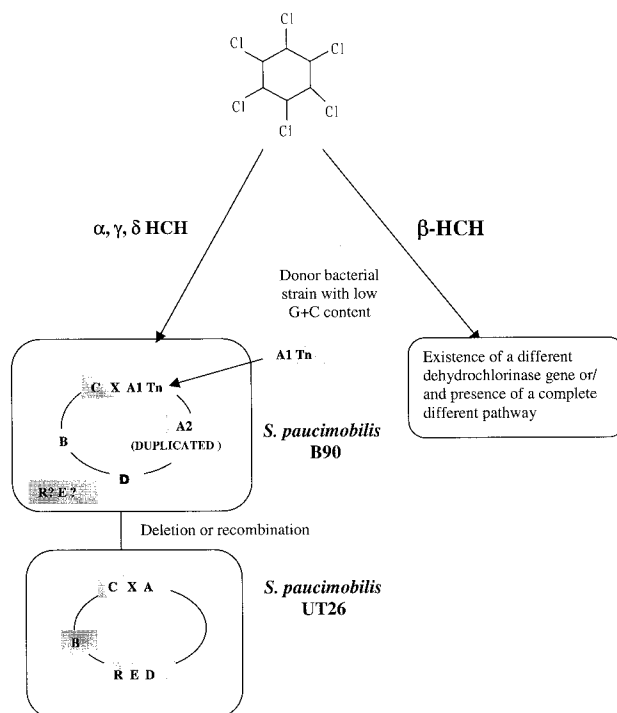 Cl
Cl
Cl
Cl
Cl
Cl
α, γ, δ HCH
β-HCH
Donor bacterial
strain with low
G+C content
A1 Tn
C X A1 Tn
A2
(DUPLICATED )
B
D
R? E ?
S. paucimobilis
B90
Existence of a different
dehydrochlorinase gene or/
and presence of a complete
different pathway
Deletion or recombination
C X A
B
R E D
S. paucimobilis
UT26